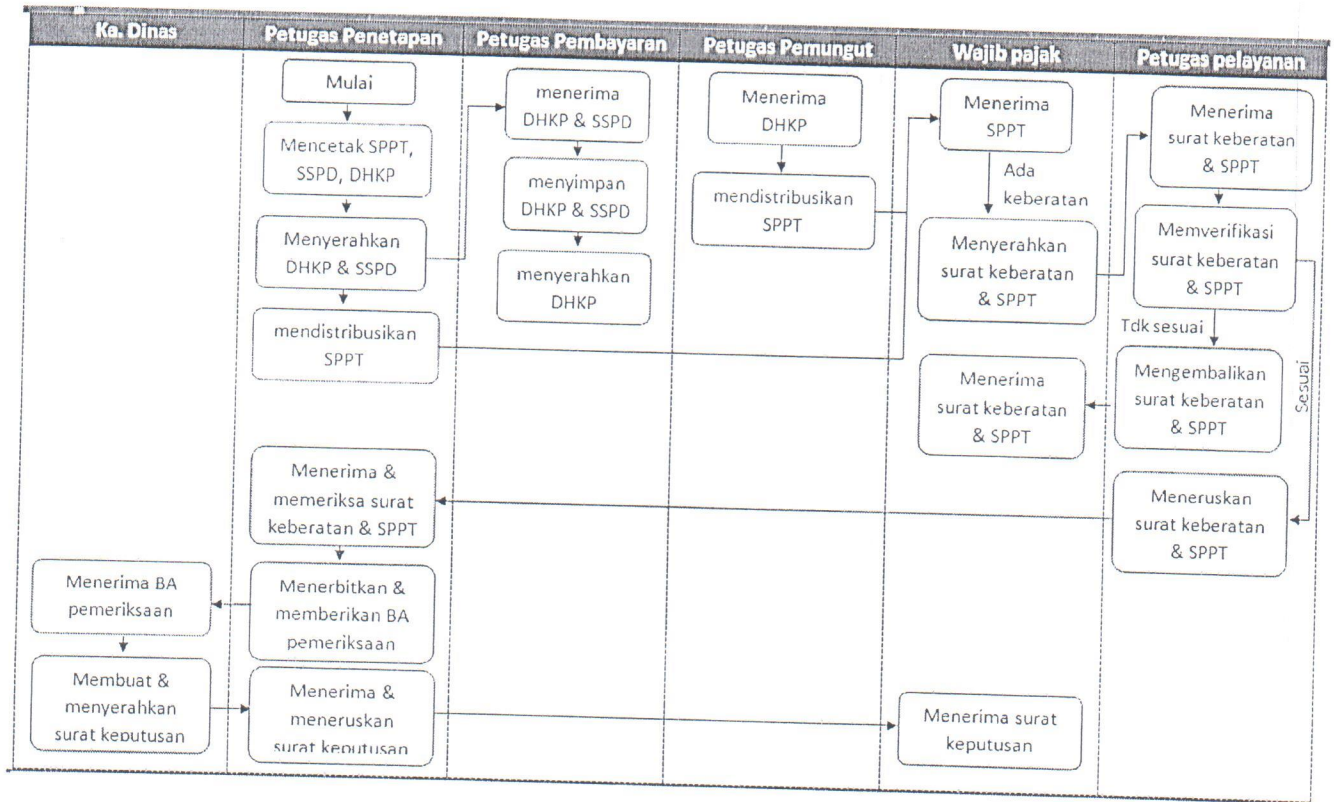 Ka. Dinas
Petugas Penetapan
Petugas Pembayaran
Petugas Pemungut
Wajib pajak
Petugas pelayanan
Mulai
Mencetak SPPT,
SSPD, DHKP
Menyerahkan
DHKP & SSPD
mendistribusikan
SPPT
menerima
DHKP & SSPD
menyimpan
DHKP & SSPD
menyerahkan
DHKP
Menerima
DHKP
mendistribusikan
SPPT
Menerima
SPPT
Ada
keberatan
Menyerahkan
surat keberatan
& SPPT
Menerima
surat keberatan
& SPPT
Memverifikasi
surat keberatan
& SPPT
Tdk sesuai
Sesuai
Mengembalikan
surat keberatan
& SPPT
Menerima
surat keberatan
& SPPT
Meneruskan
surat keberatan
& SPPT
Menerima &
memeriksa surat
keberatan & SPPT
Menerbitkan &
memberikan BA
pemeriksaan
Menerima BA
pemeriksaan
Membuat &
menyerahkan
surat keputusan
Menerima &
meneruskan
surat keputusan
Menerima surat
keputusan